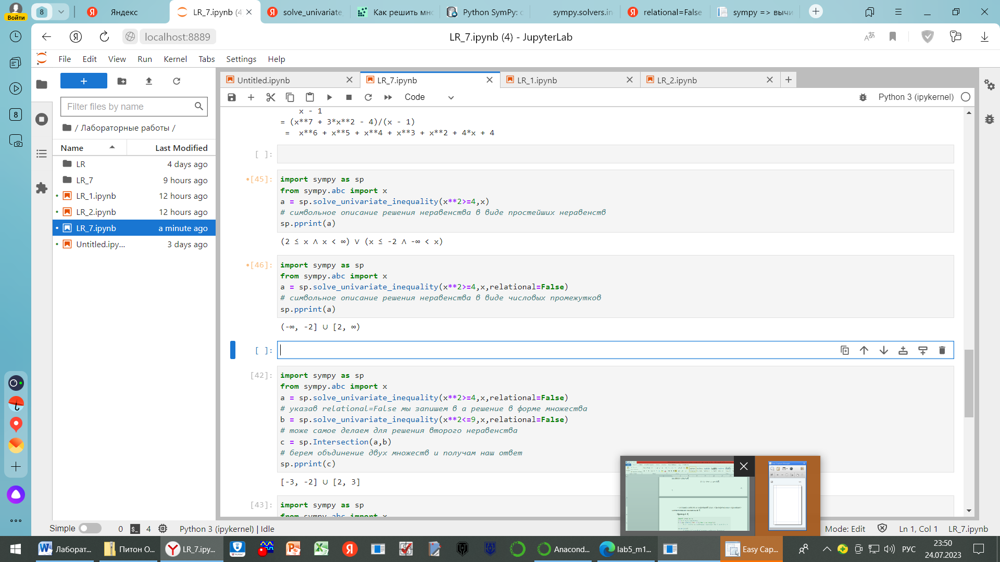 Войти
8
Яндекс
LR_7.ipynb (4
solve_univariate_
Как решить мно
Python SymPy: с
sympy.solvers.in
relational=False
sympy => вычи
localhost:8889
LR_7.ipynb (4) - JupyterLab
File Edit View Run Kernel Tabs Settings Help
Untitled.ipynb
LR_7.ipynb
LR_1.ipynb
LR_2.ipynb
Code
Python 3 (ipykernel)
Filter files by name
/ Лабораторные работы /
Name Last Modified
LR 4 days ago
LR_7 9 hours ago
LR_1.ipynb 12 hours ago
LR_2.ipynb 12 hours ago
LR_7.ipynb a minute ago
Untitled.ipy... 3 days ago
8
x - 1
= (x**7 + 3*x**2 - 4)/(x - 1)
= x**6 + x**5 + x**4 + x**3 + x**2 + 4*x + 4
[ ]:
[45]:
import sympy as sp
from sympy.abc import x
a = sp.solve_univariate_inequality(x**2>=4,x)
# символьное описание решения неравенства в виде простейших неравенств
sp.pprint(a)
(2 ≤ x ∧ x < ∞) ∨ (x ≤ -2 ∧ -∞ < x)
[46]:
import sympy as sp
from sympy.abc import x
a = sp.solve_univariate_inequality(x**2>=4,x,relational=False)
# символьное описание решения неравенства в виде числовых промежутков
sp.pprint(a)
(-∞, -2] ∪ [2, ∞)
[ ]:
[42]:
import sympy as sp
from sympy.abc import x
a = sp.solve_univariate_inequality(x**2>=4,x,relational=False)
# указав relational=False мы запишем в a решение в форме множества
b = sp.solve_univariate_inequality(x**2<=9,x,relational=False)
# тоже самое делаем для решения второго неравенства
c = sp.Intersection(a,b)
# берем объдинение двух множеств и получам наш ответ
sp.pprint(c)
[-3, -2] ∪ [2, 3]
[43]:
import sympy as sp
from sympy.abc import x
Simple 0 4 Python 3 (ipykernel) | Idle
Mode: Edit Ln 1, Col 1 LR_7.ipynb
Лаборат...
Питон О...
LR_7.ipy...
Anacond...
lab5_m1...
Easy Cap...
РУС
23:50
24.07.2023